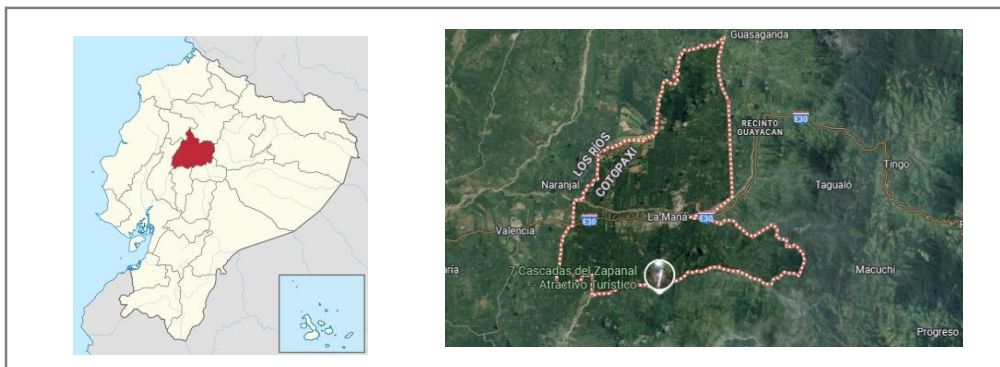 Guasaganda
E30
RECINTO
GUAYACAN
LOS RÍOS
COTOPAXI
Tingo
Naranjal
Tagualó
La Maná
E30
E30
Valencia
7 Cascadas del Zapanal
- Atractivo Turístico
Macuchi
Progreso